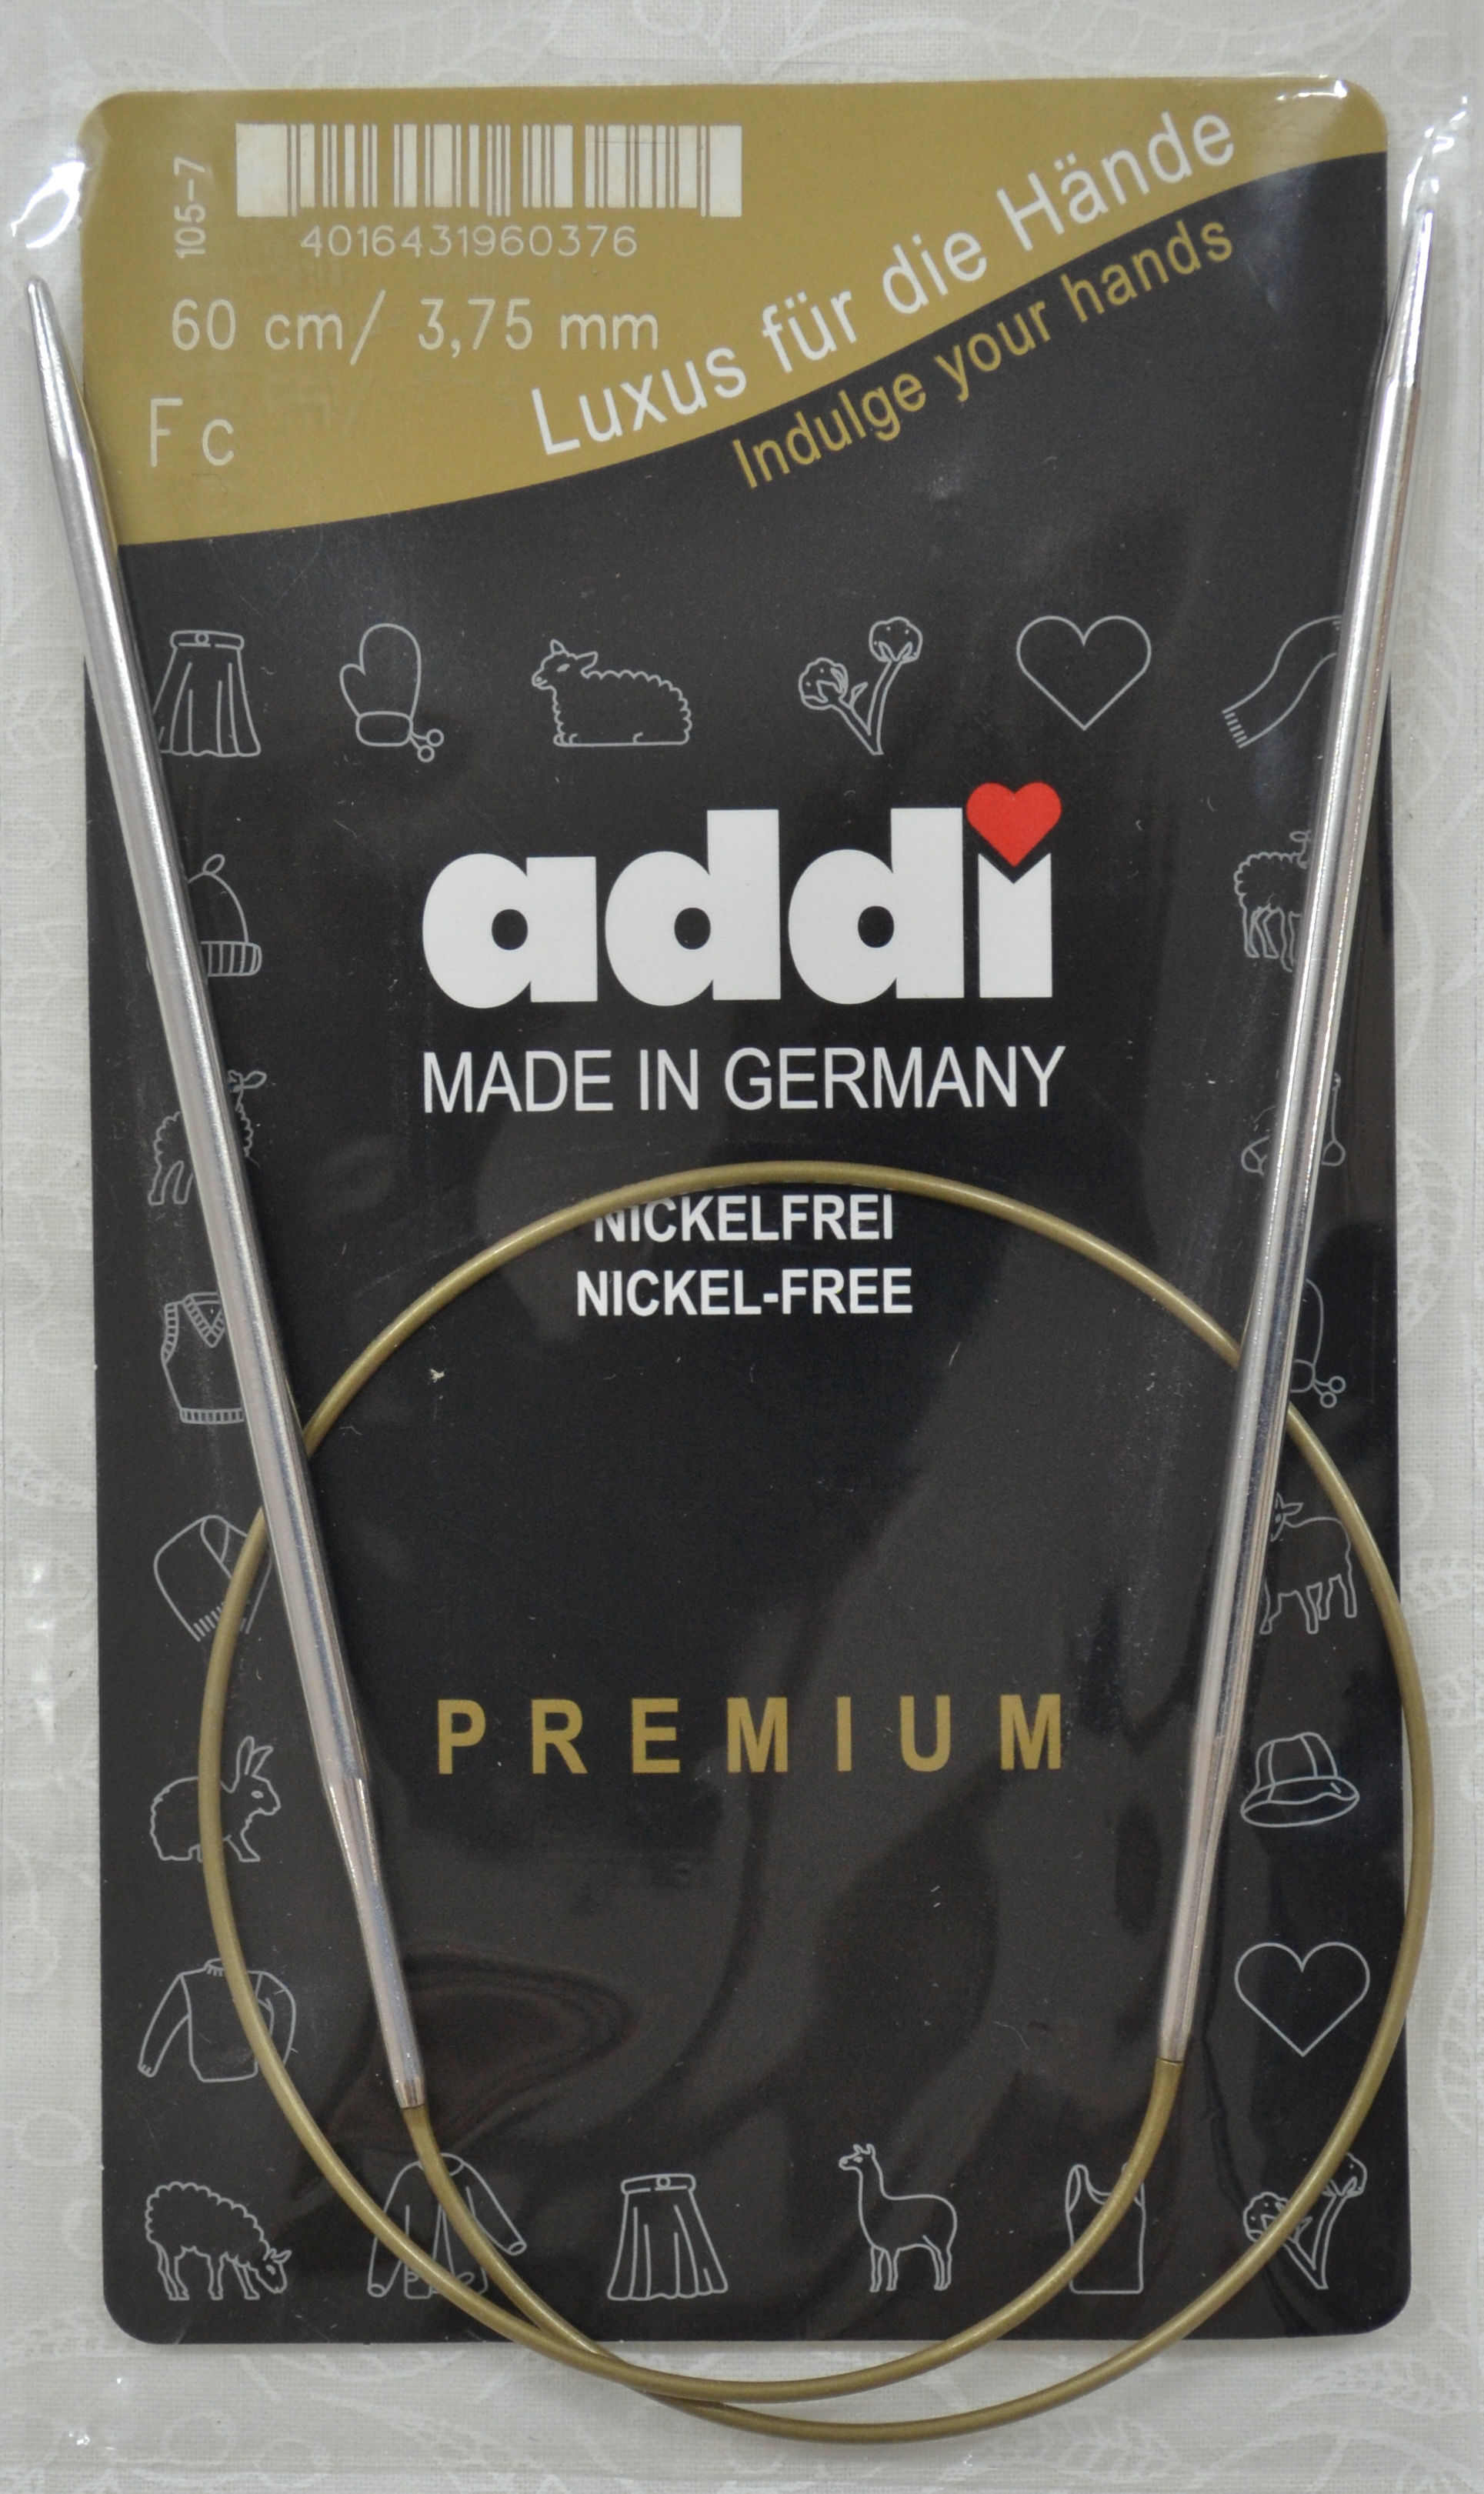 105-7
4016431960376
60 cm/ 3,75 mm
F c
Luxus für die Hände
Indulge your hands
addi
MADE IN GERMANY
NICKELFREI
NICKEL-FREE
PREMIUM